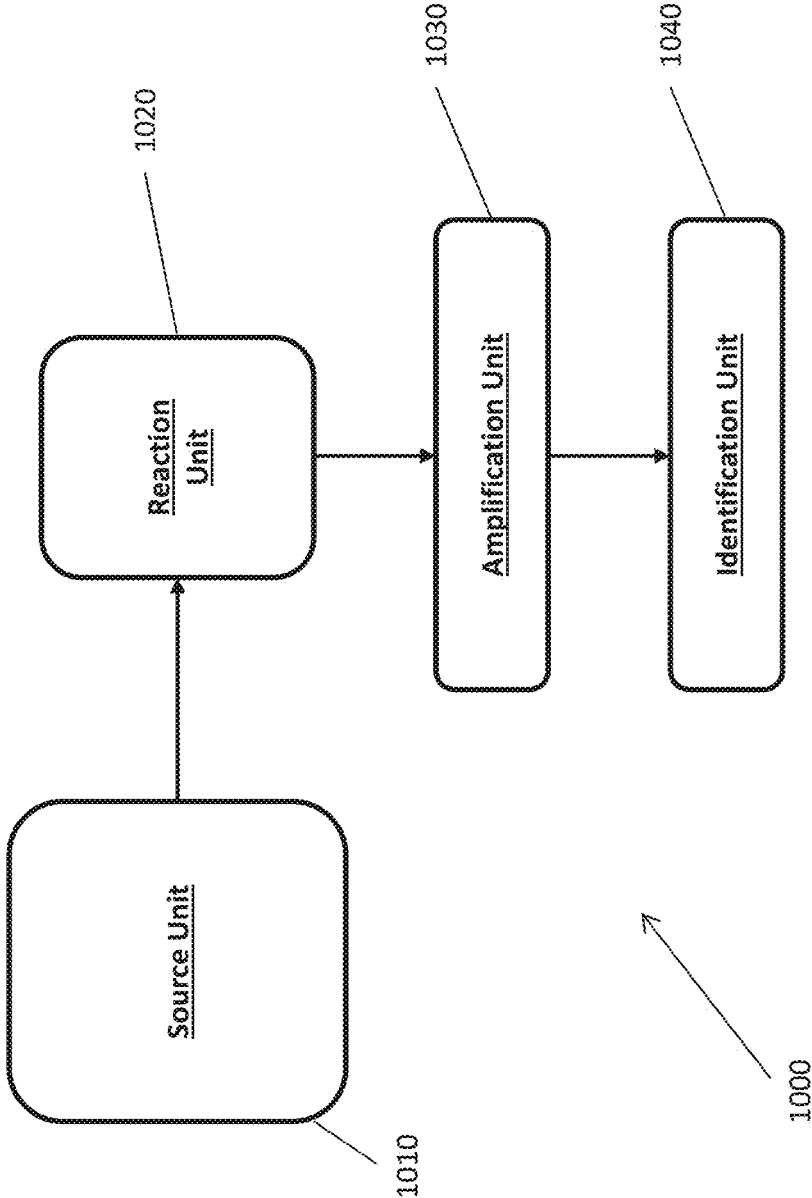 Source Unit
1010
Reaction
Unit
1020
Amplification Unit
1030
Identification Unit
1040
1000